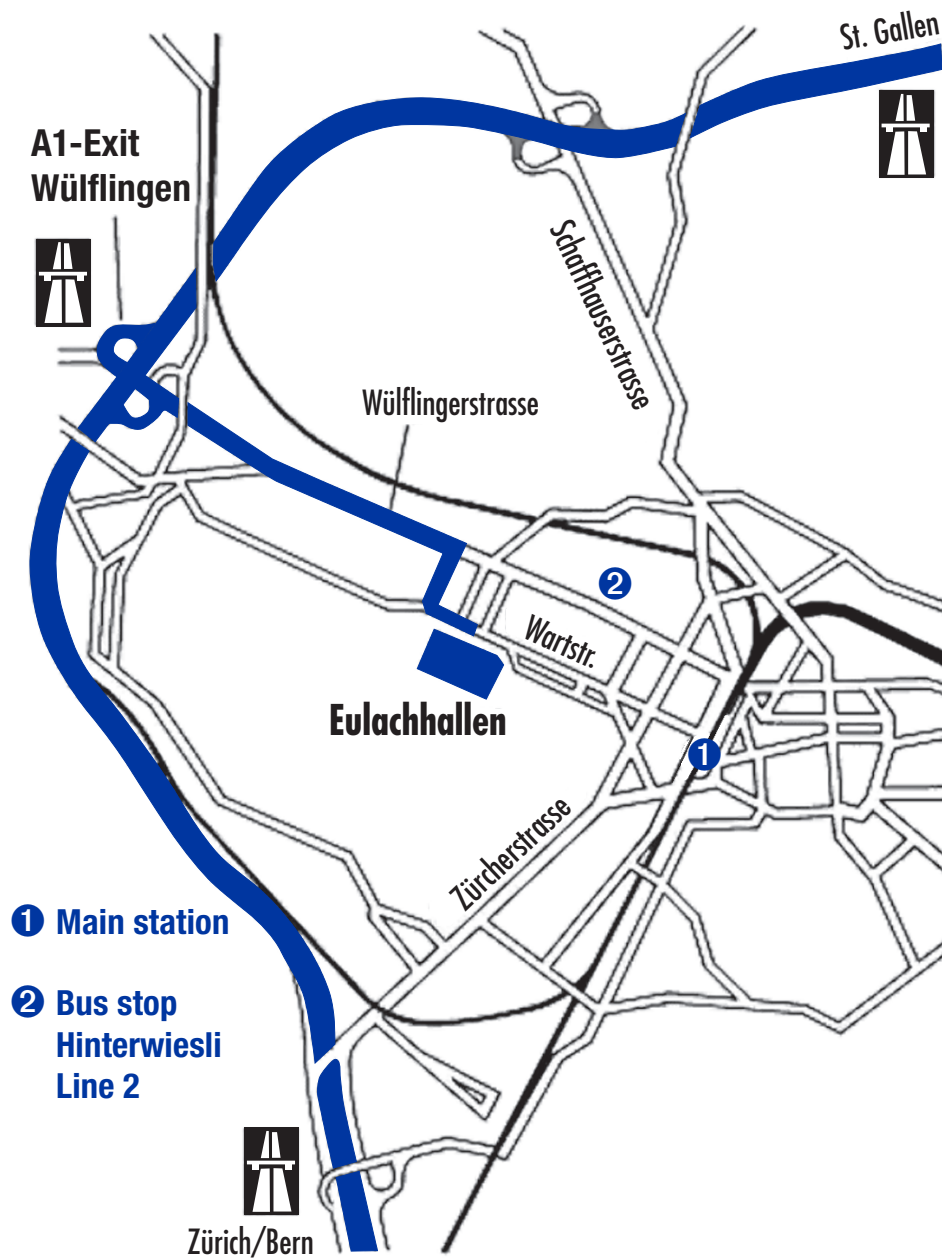 St. Gallen
A1-Exit
Wülflingen
Schaffhauserstrasse
Wülflingerstrasse
2
Wartstr.
Eulachhallen
1
Zürcherstrasse
1 Main station
2 Bus stop
Hinterwiesli
Line 2
Zürich/Bern